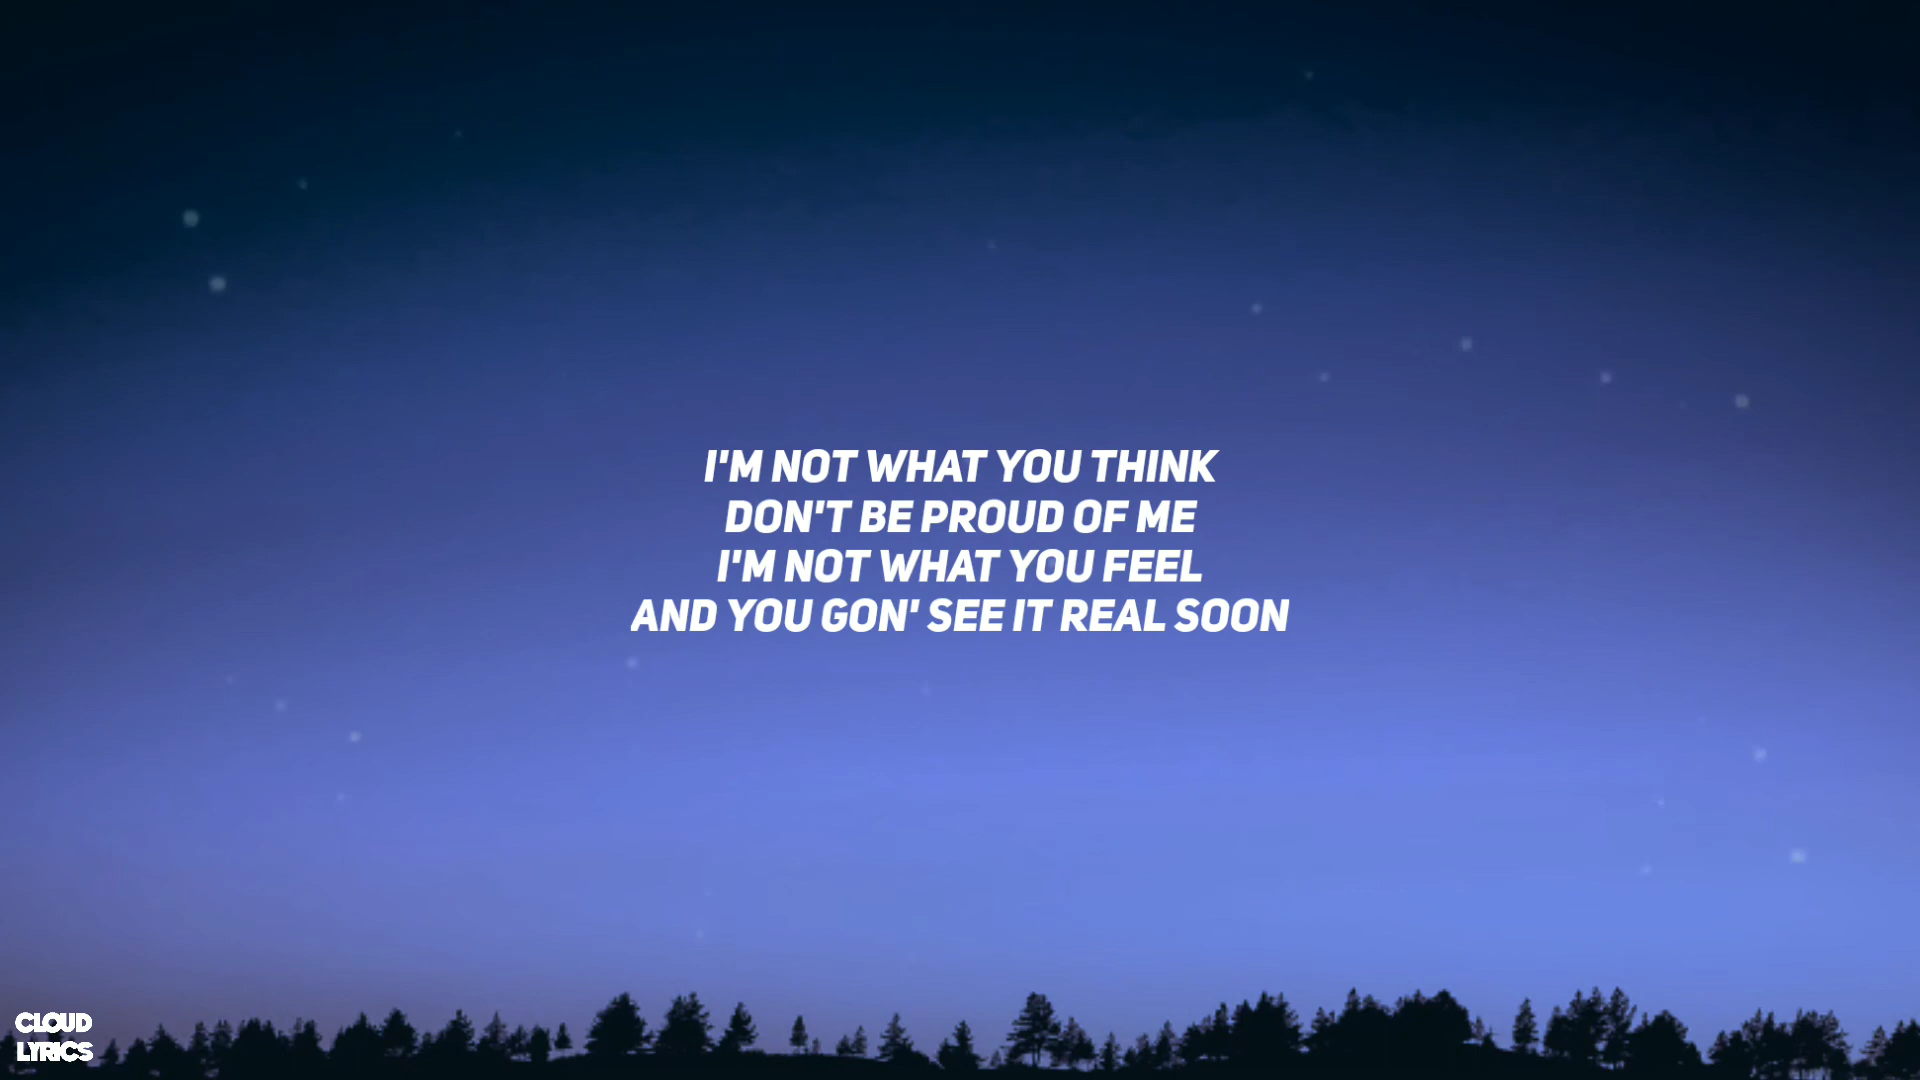 I'M NOT WHAT YOU THINK
DON'T BE PROUD OF ME
I'M NOT WHAT YOU FEEL
AND YOU GON' SEE IT REAL SOON
CLOUD
LYRICS